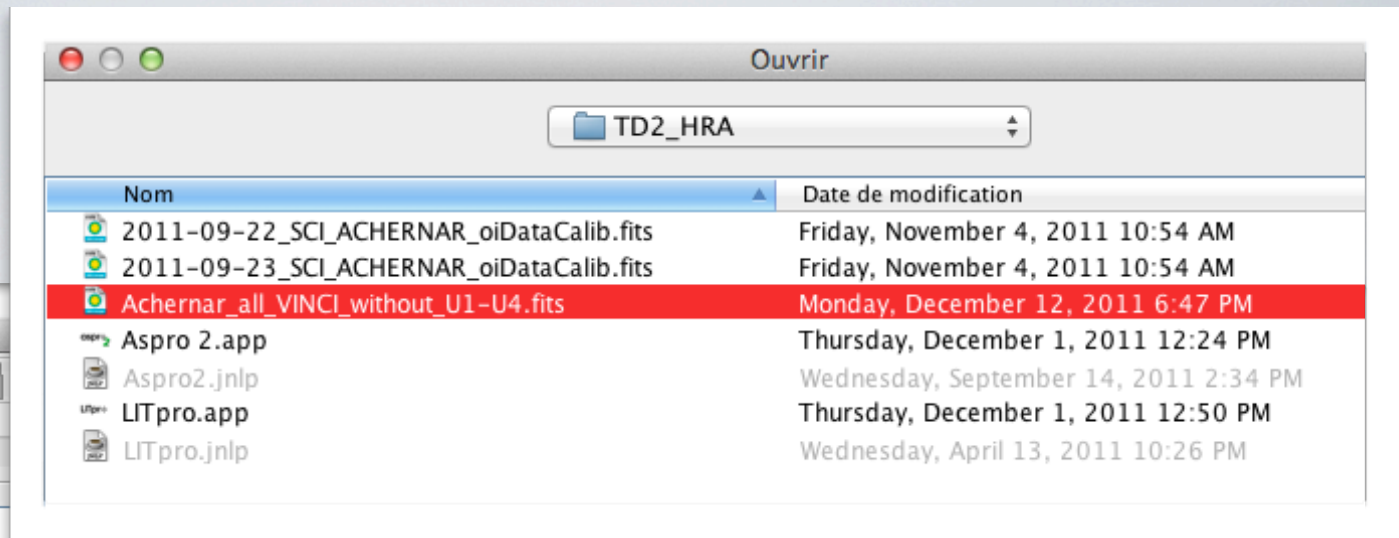 Ouvrir
TD2_HRA
Nom Date de modification
2011-09-22_SCI_ACHERNAR_oiDataCalib.fits Friday, November 4, 2011 10:54 AM
2011-09-23_SCI_ACHERNAR_oiDataCalib.fits Friday, November 4, 2011 10:54 AM
Achernar_all_VINCI_without_U1-U4.fits Monday, December 12, 2011 6:47 PM
Aspro 2.app Thursday, December 1, 2011 12:24 PM
Aspro2.jnlp Wednesday, September 14, 2011 2:34 PM
LITpro.app Thursday, December 1, 2011 12:50 PM
LITpro.jnlp Wednesday, April 13, 2011 10:26 PM